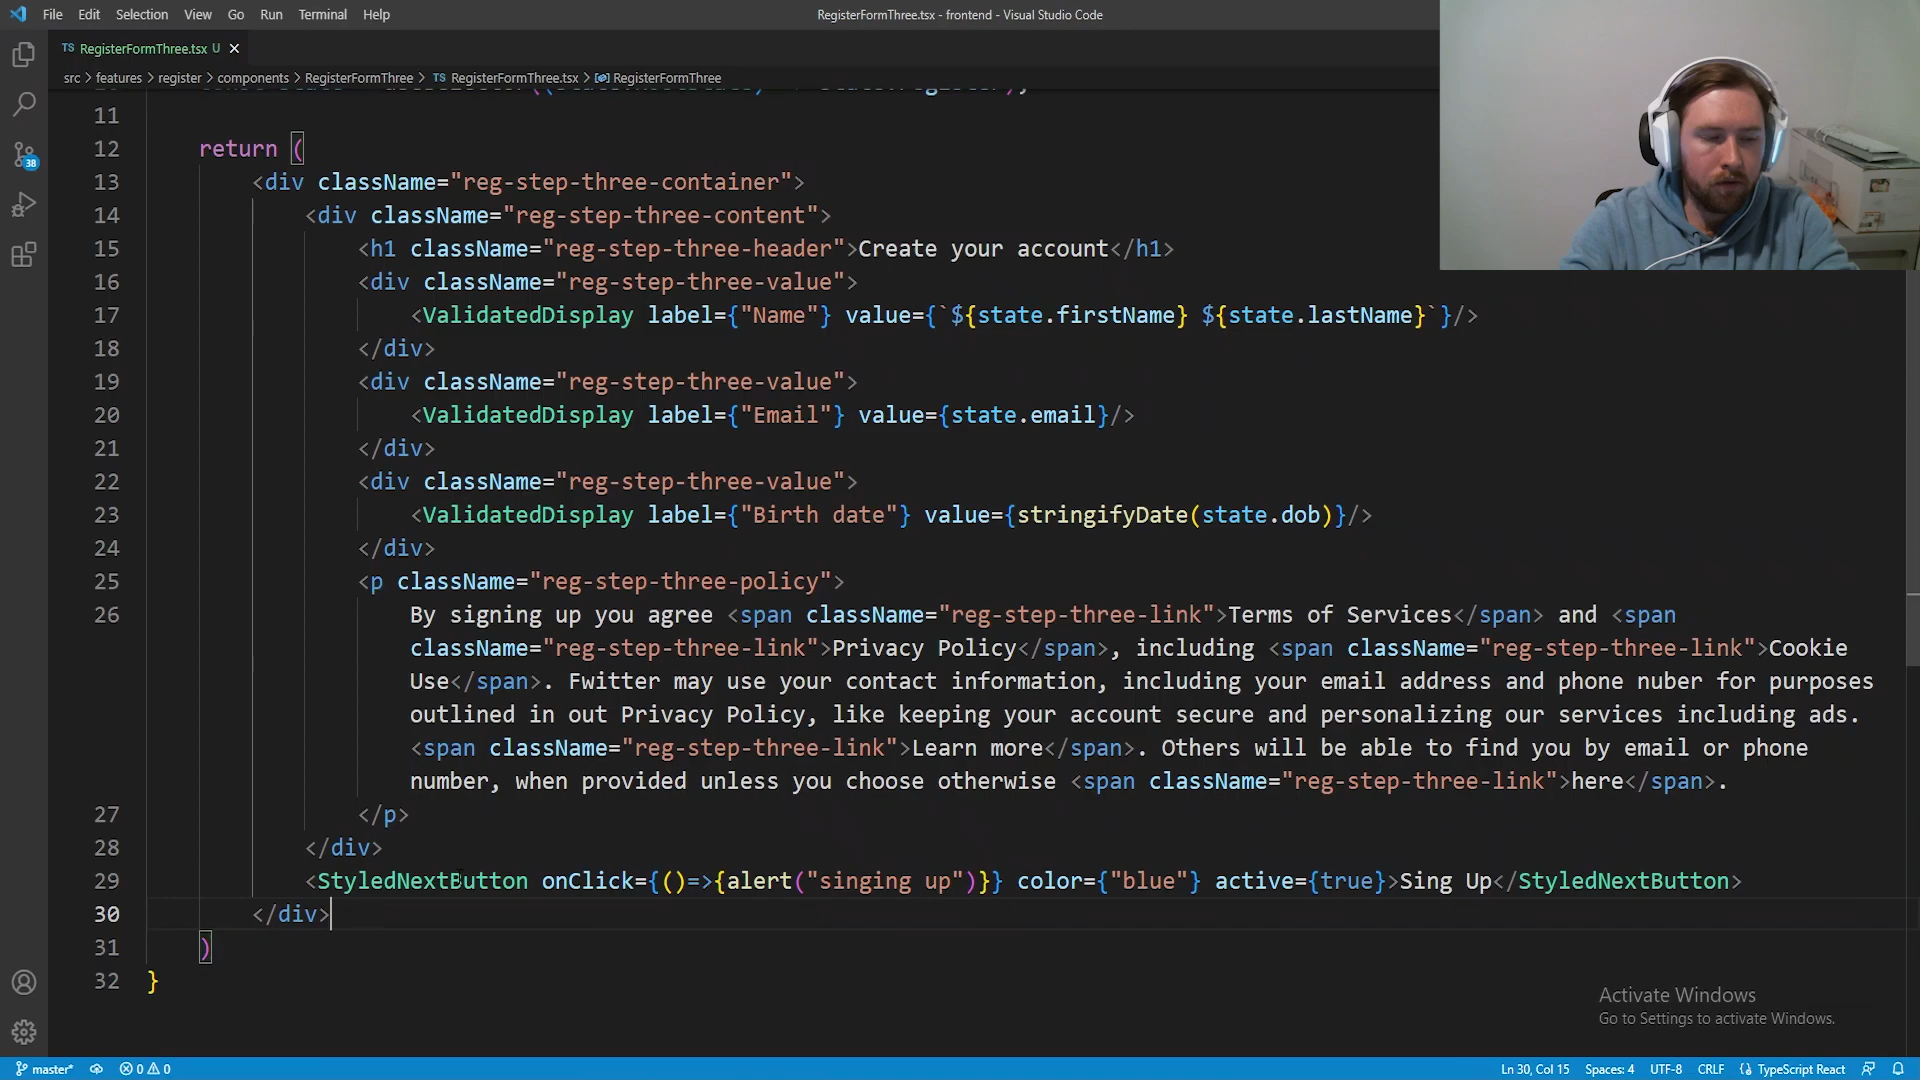 File Edit Selection View Go Run Terminal Help
RegisterFormThree.tsx - frontend - Visual Studio Code
TS RegisterFormThree.tsx U
src > features > register > components > RegisterFormThree > TS RegisterFormThree.tsx > RegisterFormThree
11
12 return (
13 <div className="reg-step-three-container">
14 <div className="reg-step-three-content">
15 <h1 className="reg-step-three-header">Create your account</h1>
16 <div className="reg-step-three-value">
17 <ValidatedDisplay label={"Name"} value={`${state.firstName} ${state.lastName}`}/>
18 </div>
19 <div className="reg-step-three-value">
20 <ValidatedDisplay label={"Email"} value={state.email}/>
21 </div>
22 <div className="reg-step-three-value">
23 <ValidatedDisplay label={"Birth date"} value={stringifyDate(state.dob)}/>
24 </div>
25 <p className="reg-step-three-policy">
26 By signing up you agree <span className="reg-step-three-link">Terms of Services</span> and <span
className="reg-step-three-link">Privacy Policy</span>, including <span className="reg-step-three-link">Cookie
Use</span>. Fwitter may use your contact information, including your email address and phone nuber for purposes
outlined in out Privacy Policy, like keeping your account secure and personalizing our services including ads.
<span className="reg-step-three-link">Learn more</span>. Others will be able to find you by email or phone
number, when provided unless you choose otherwise <span className="reg-step-three-link">here</span>.
27 </p>
28 </div>
29 <StyledNextButton onClick={()=>{alert("singing up")}} color={"blue"} active={true}>Sing Up</StyledNextButton>
30 </div>
31 )
32 }
38
Activate Windows
Go to Settings to activate Windows.
master* 0 0 Ln 30, Col 15 Spaces: 4 UTF-8 CRLF TypeScript React